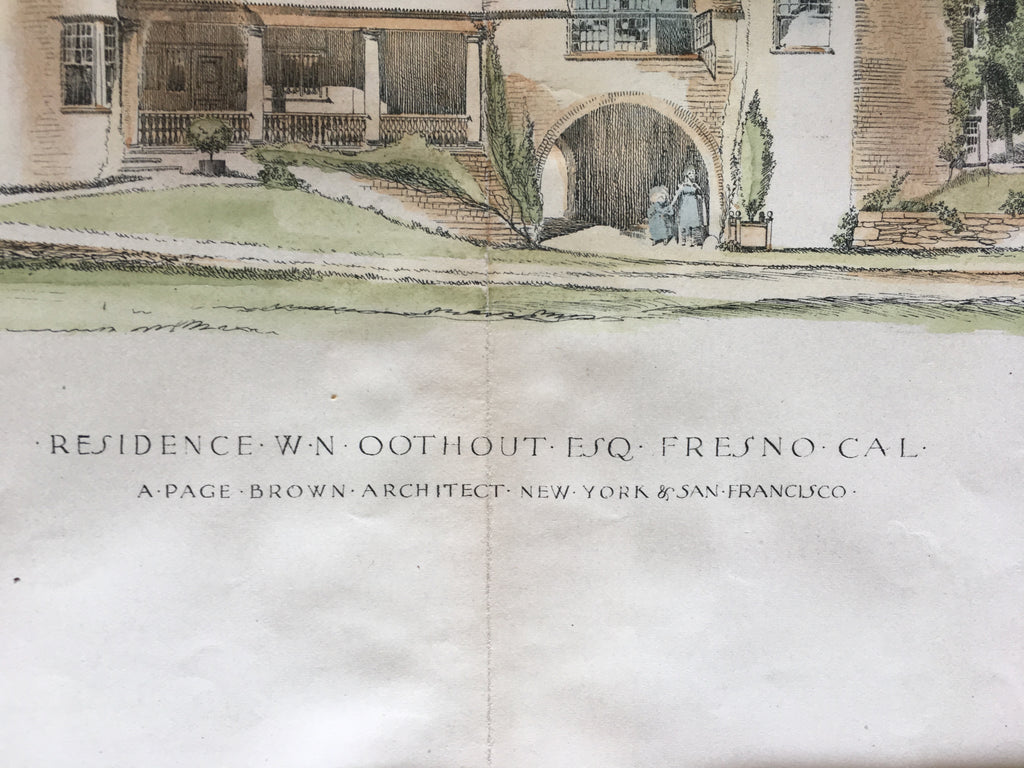 ·RESIDENCE·W·N·OOTHOUT·ESQ·FRESNO·CAL·
A·PAGE·BROWN·ARCHITECT·NEW·YORK & SAN·FRANCISCO·